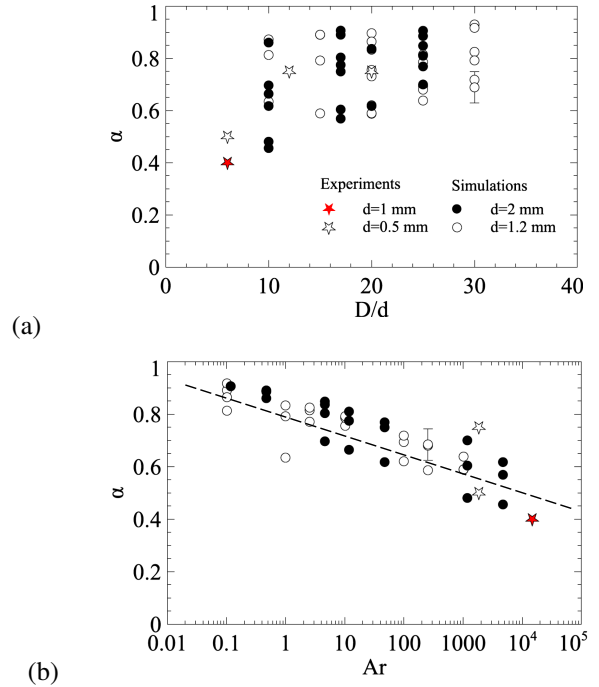 1
0.8
0.6
0.4
0.2
0
α
Experiments Simulations
d=1 mm d=2 mm
d=0.5 mm d=1.2 mm
0 10 20 30 40
D/d
(a)
1
0.8
0.6
0.4
0.2
0
α
0.01 0.1 1 10 100 1000 10⁴ 10⁵
Ar
(b)